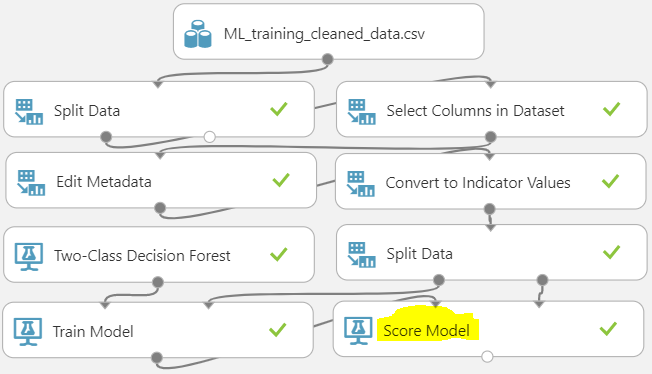 ML_training_cleaned_data.csv
Split Data
Select Columns in Dataset
Edit Metadata
Convert to Indicator Values
Two-Class Decision Forest
Split Data
Train Model
Score Model